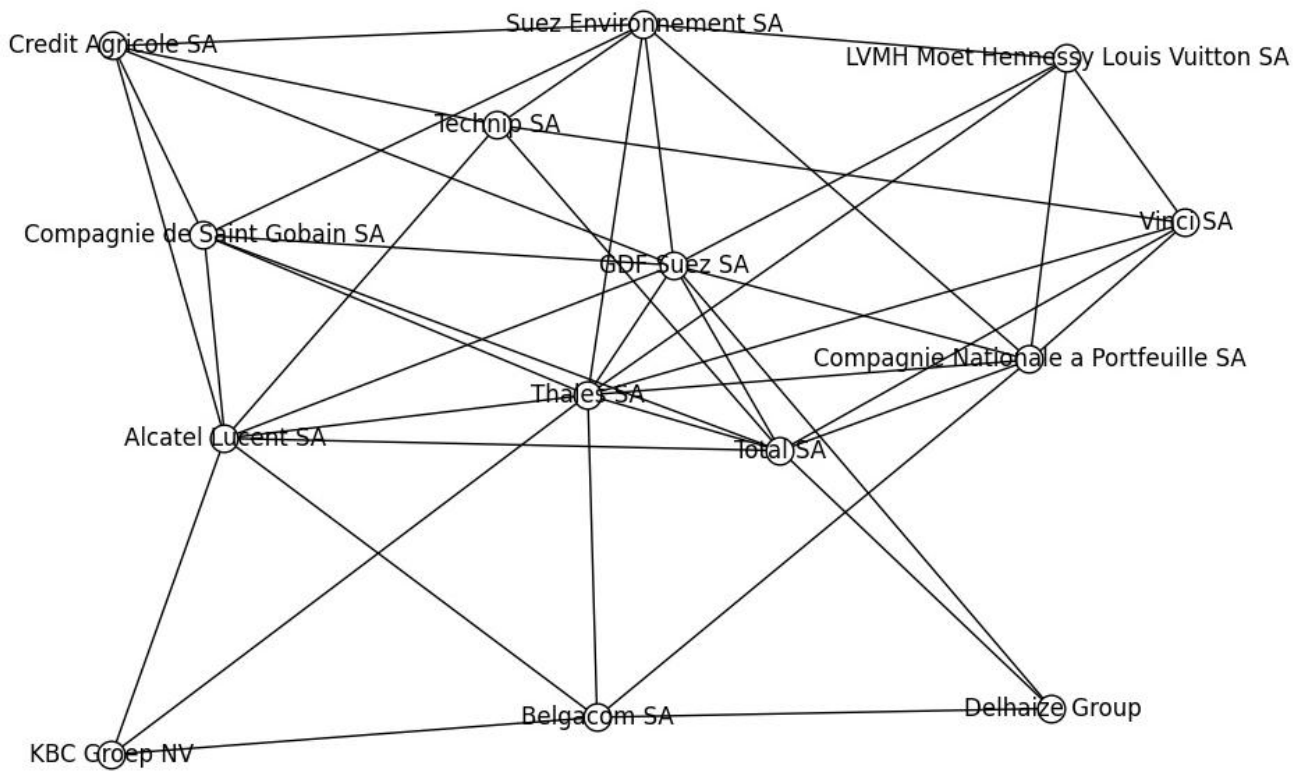 Suez Environnement SA
Credit Agricole SA
LVMH Moet Hennessy Louis Vuitton SA
Technip SA
Vinci SA
Compagnie de Saint Gobain SA
GDF Suez SA
Compagnie Nationale a Portfeuille SA
Thales SA
Alcatel Lucent SA
Total SA
Delhaize Group
Belgacom SA
KBC Groep NV